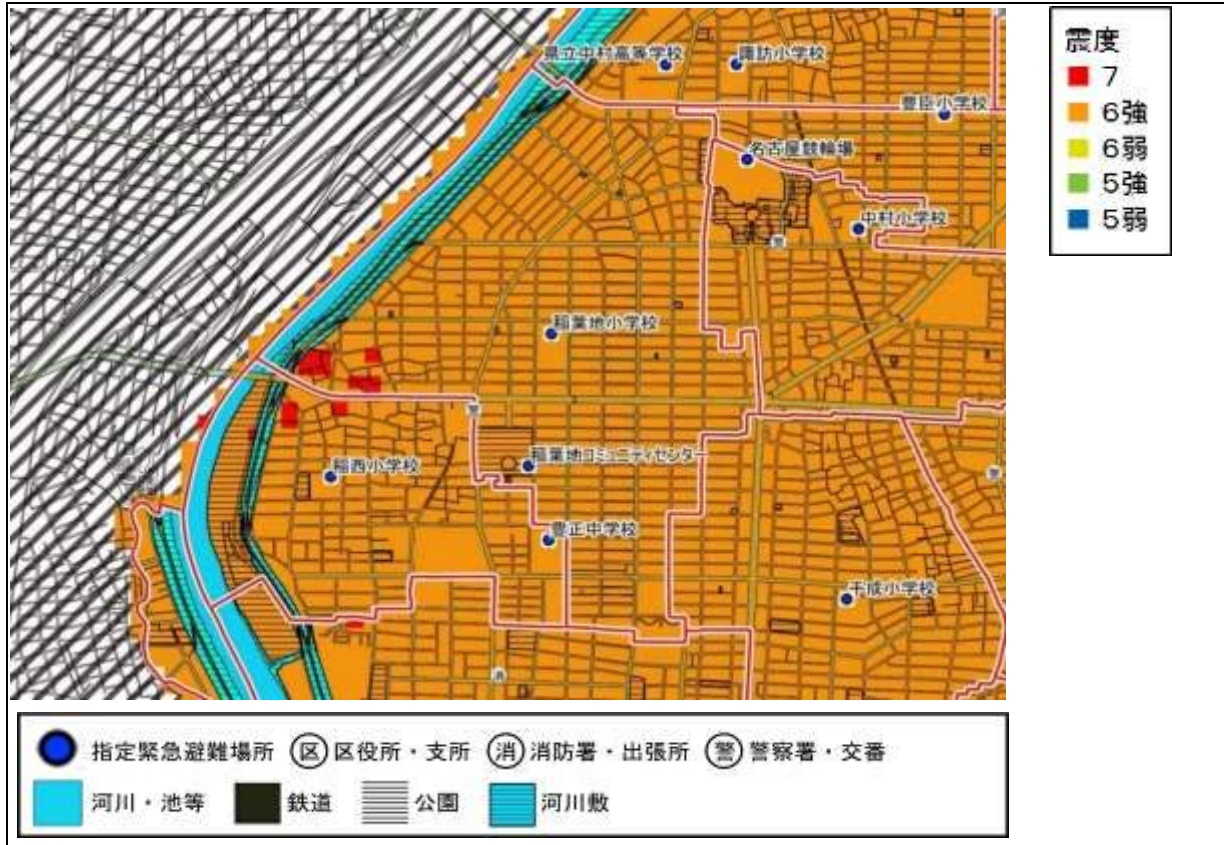 県立中村高等学校
諏訪小学校
豊臣小学校
名古屋競輪場
中村小学校
警
稲葉地小学校
警
稲葉地コミュニティセンター
稲西小学校
警
豊正中学校
千成小学校
消
震度
7
6強
6弱
5強
5弱
指定緊急避難場所 区 区役所・支所 消 消防署・出張所 警 警察署・交番
河川・池等 鉄道 公園 河川敷